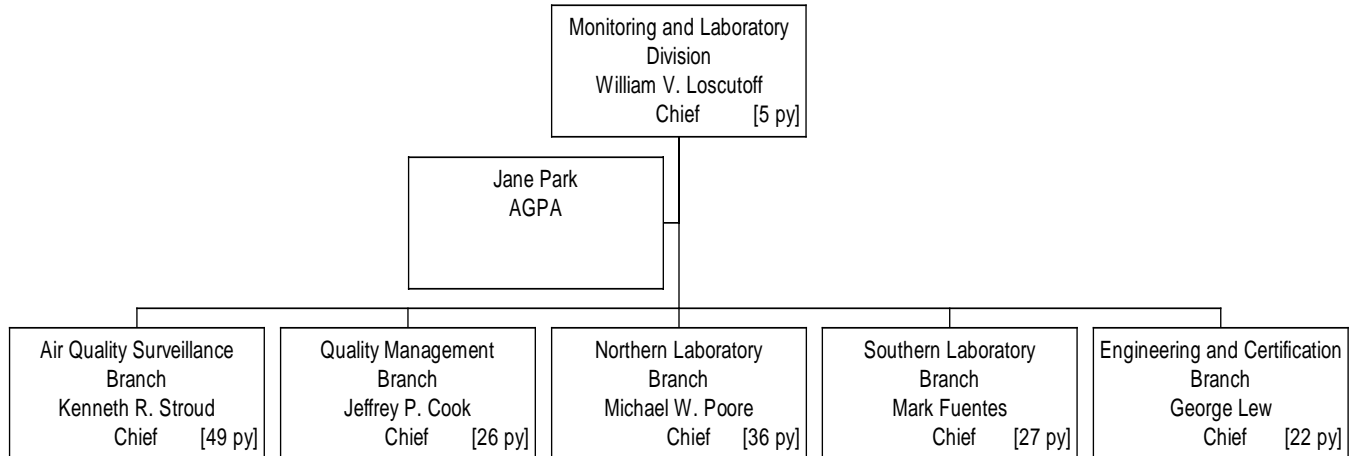 Monitoring and Laboratory
Division
William V. Loscutoff
Chief [5 py]
Jane Park
AGPA
Air Quality Surveillance
Branch
Kenneth R. Stroud
Chief [49 py]
Quality Management
Branch
Jeffrey P. Cook
Chief [26 py]
Northern Laboratory
Branch
Michael W. Poore
Chief [36 py]
Southern Laboratory
Branch
Mark Fuentes
Chief [27 py]
Engineering and Certification
Branch
George Lew
Chief [22 py]